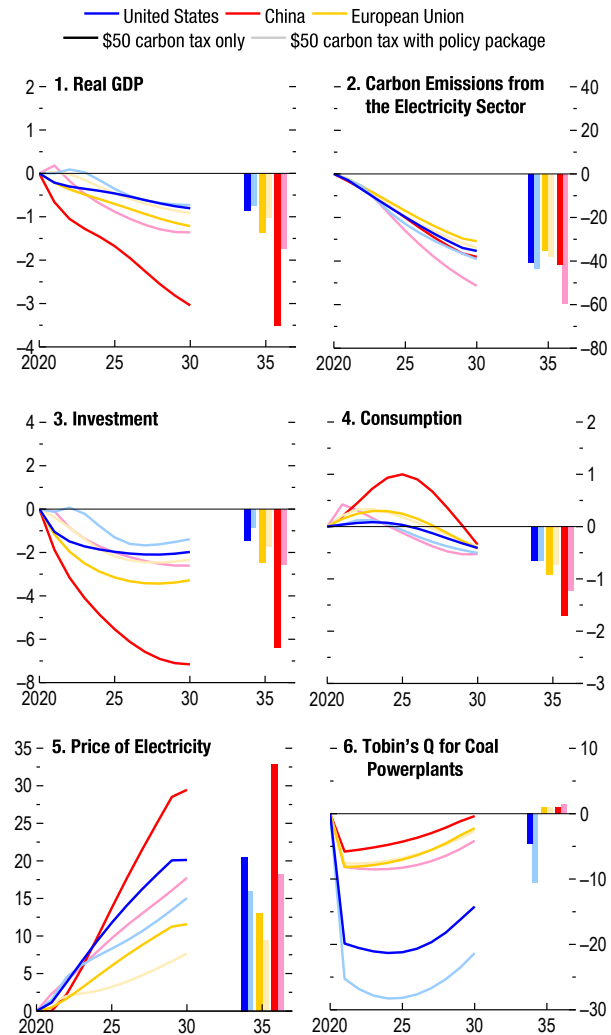 United States China European Union
$50 carbon tax only $50 carbon tax with policy package
1. Real GDP
2
1
0
–1
–2
–3
–4
2020 25 30 35
2. Carbon Emissions from
the Electricity Sector
40
20
0
–20
–40
–60
–80
2020 25 30 35
3. Investment
4
2
0
–2
–4
–6
–8
2020 25 30 35
4. Consumption
2
1
0
–1
–2
–3
2020 25 30 35
5. Price of Electricity
35
30
25
20
15
10
5
0
2020 25 30 35
6. Tobin’s Q for Coal
Powerplants
10
0
–10
–20
–30
2020 25 30 35